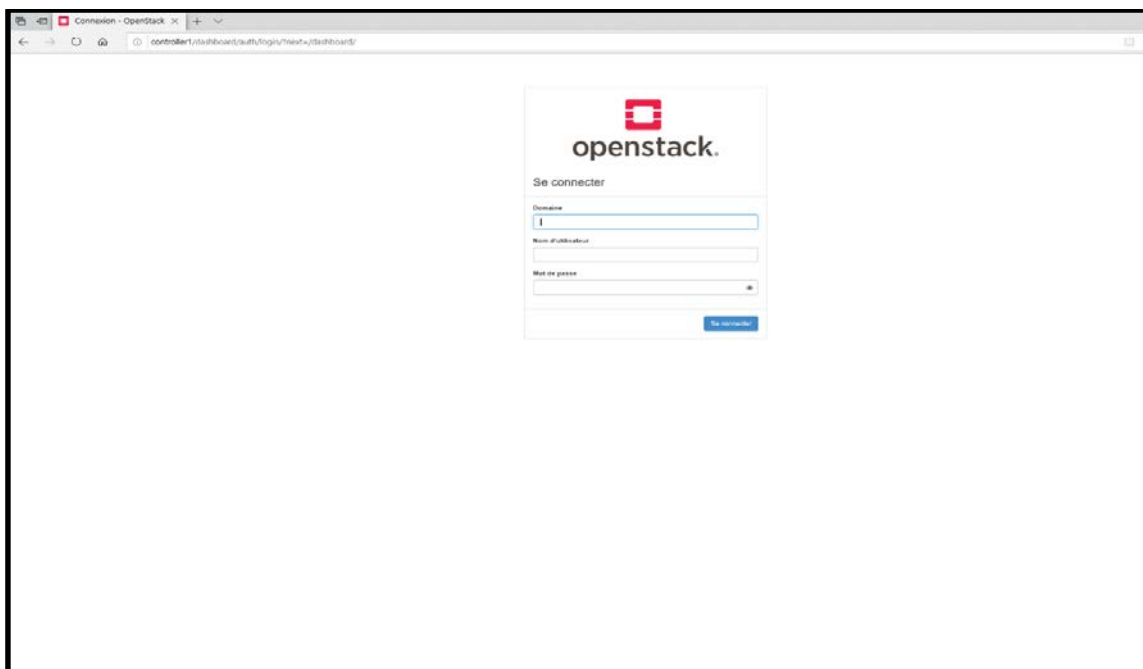 Connexion - OpenStack
controller1/dashboard/auth/login/?next=/dashboard/
openstack.
Se connecter
Domaine
Nom d'utilisateur
Mot de passe
Se connecter